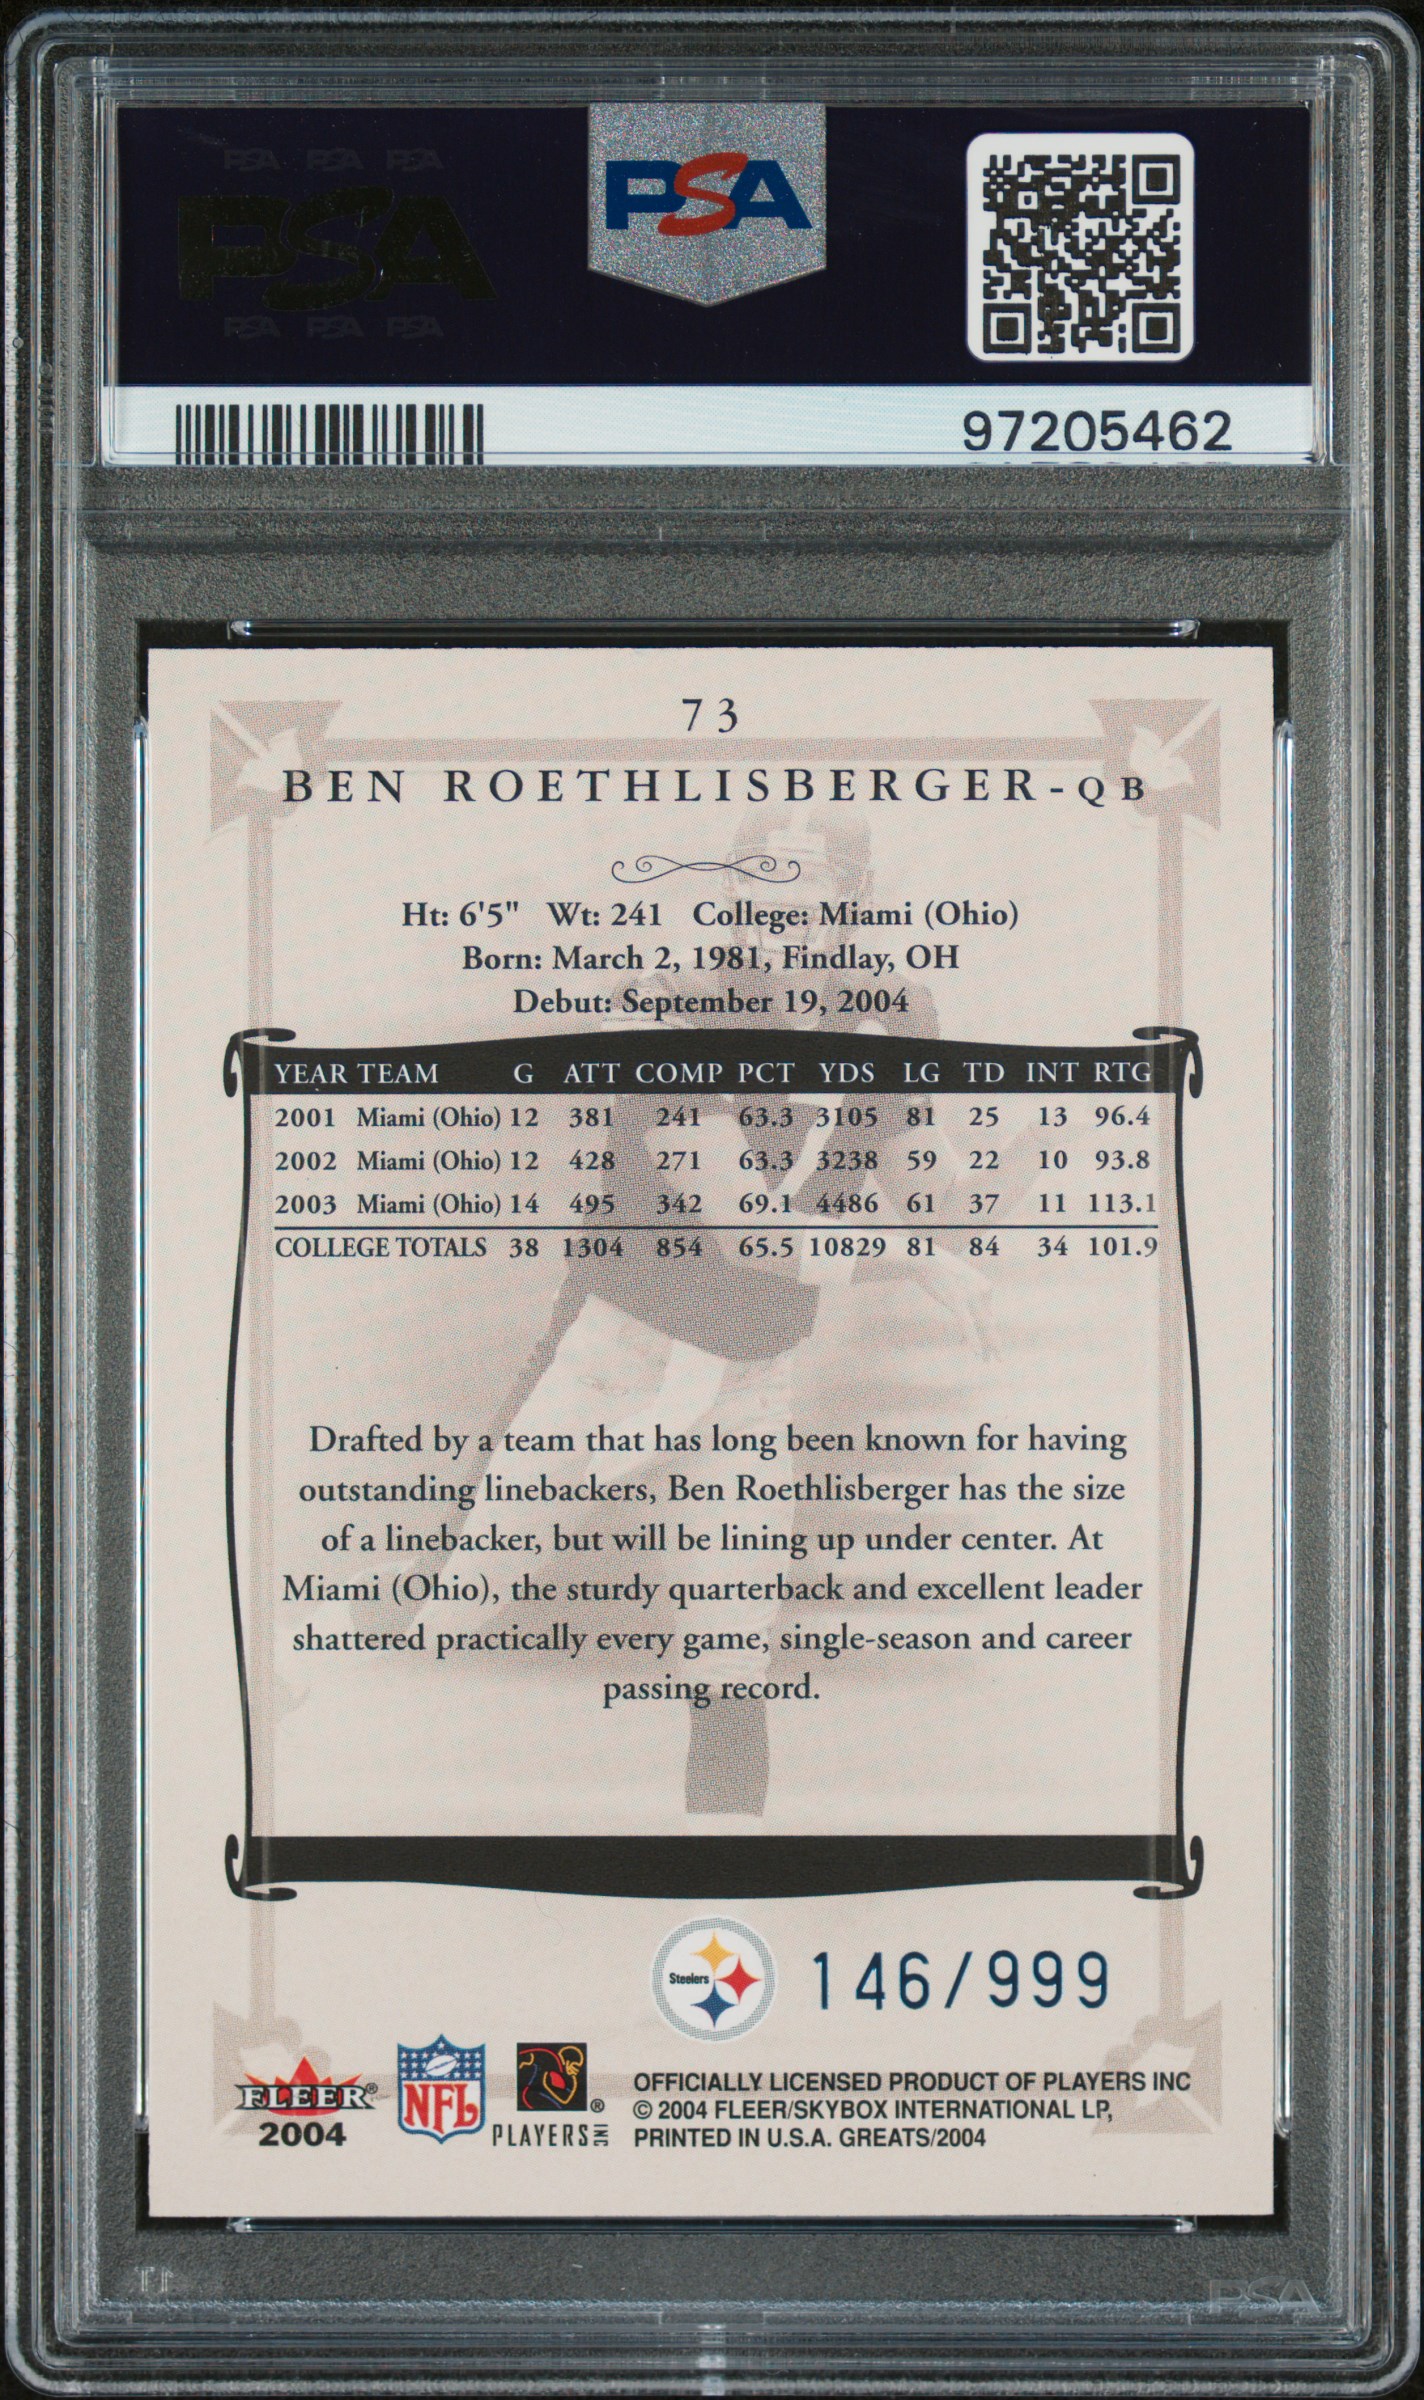 PSA PSA PSA
PSA
PSA PSA PSA
PSA
97205462
73
BEN ROETHLISBERGER-QB
Ht: 6'5" Wt: 241 College: Miami (Ohio)
Born: March 2, 1981, Findlay, OH
Debut: September 19, 2004
YEAR TEAM G ATT COMP PCT YDS LG TD INT RTG
2001 Miami (Ohio) 12 381 241 63.3 3105 81 25 13 96.4
2002 Miami (Ohio) 12 428 271 63.3 3238 59 22 10 93.8
2003 Miami (Ohio) 14 495 342 69.1 4486 61 37 11 113.1
COLLEGE TOTALS 38 1304 854 65.5 10829 81 84 34 101.9
Drafted by a team that has long been known for having
outstanding linebackers, Ben Roethlisberger has the size
of a linebacker, but will be lining up under center. At
Miami (Ohio), the sturdy quarterback and excellent leader
shattered practically every game, single-season and career
passing record.
Steelers
146/999
FLEER®
2004
NFL
®
PLAYERS INC
OFFICIALLY LICENSED PRODUCT OF PLAYERS INC
© 2004 FLEER/SKYBOX INTERNATIONAL LP,
PRINTED IN U.S.A. GREATS/2004
PSA